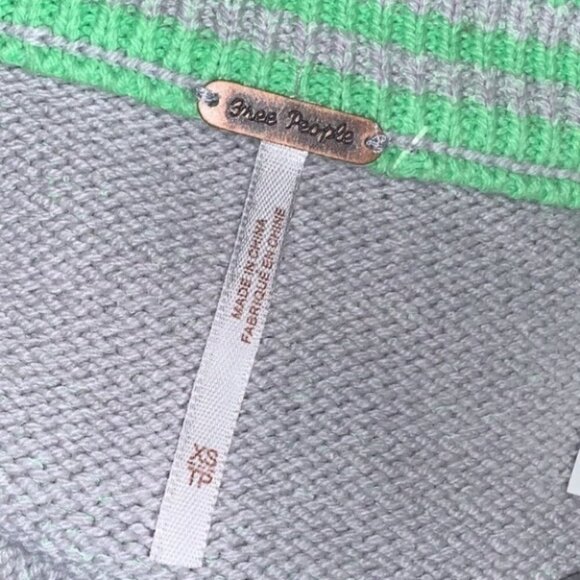 Free People
MADE IN CHINA
FABRIQUÉ EN CHINE
XS
TP